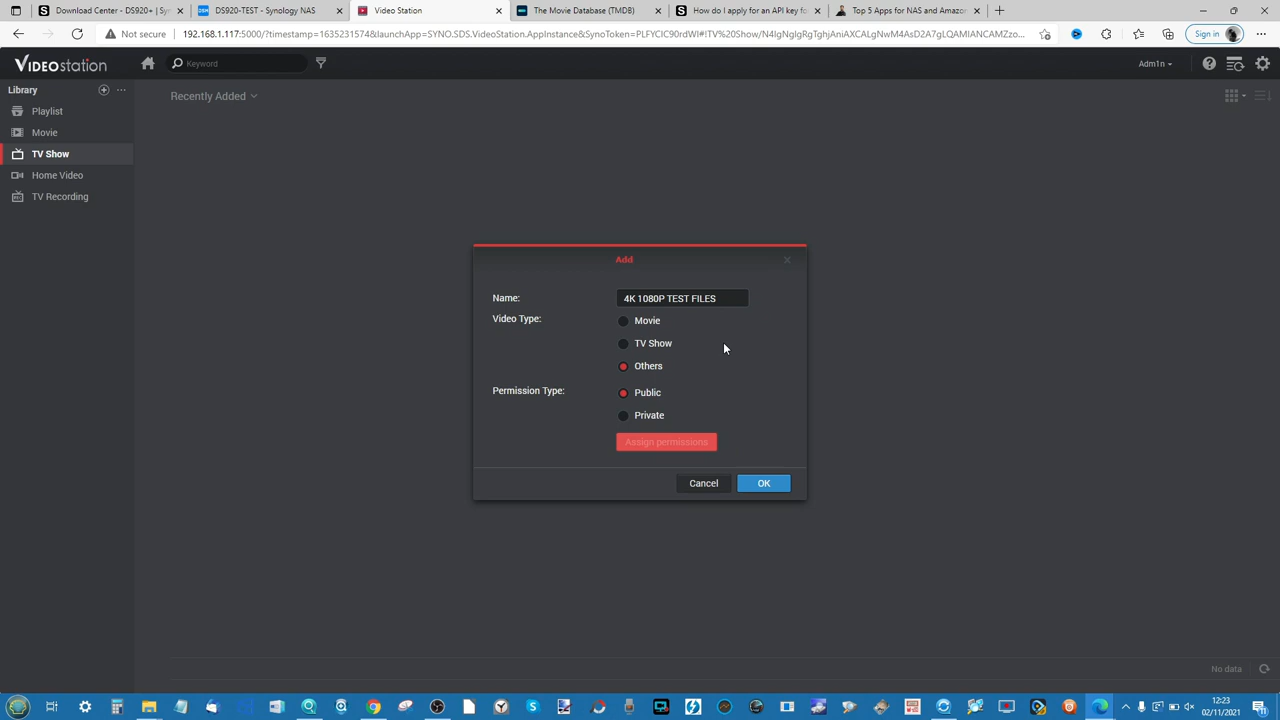 Download Center - DS920+ | Sy
DS920-TEST - Synology NAS
Video Station
The Movie Database (TMDB)
How do I apply for an API key fo
Top 5 Apps for NAS and Amazo
Not secure
192.168.1.117:5000/?timestamp=1635231574&launchApp=SYNO.SDS.VideoStation.AppInstance&SynoToken=PLFYCIC90rdWI#!TV%20Show/N4IgNglgRgTghjAniAXCALgNwM4AsD2A7gLQAMIANCAMZzo...
Sign in
VIDEOstation
Keyword
Adm1n
Library
Playlist
Movie
TV Show
Home Video
TV Recording
Recently Added
Add
Name:
4K 1080P TEST FILES
Video Type:
Movie
TV Show
Others
Permission Type:
Public
Private
Assign permissions
Cancel
OK
No data
12:23
02/11/2021